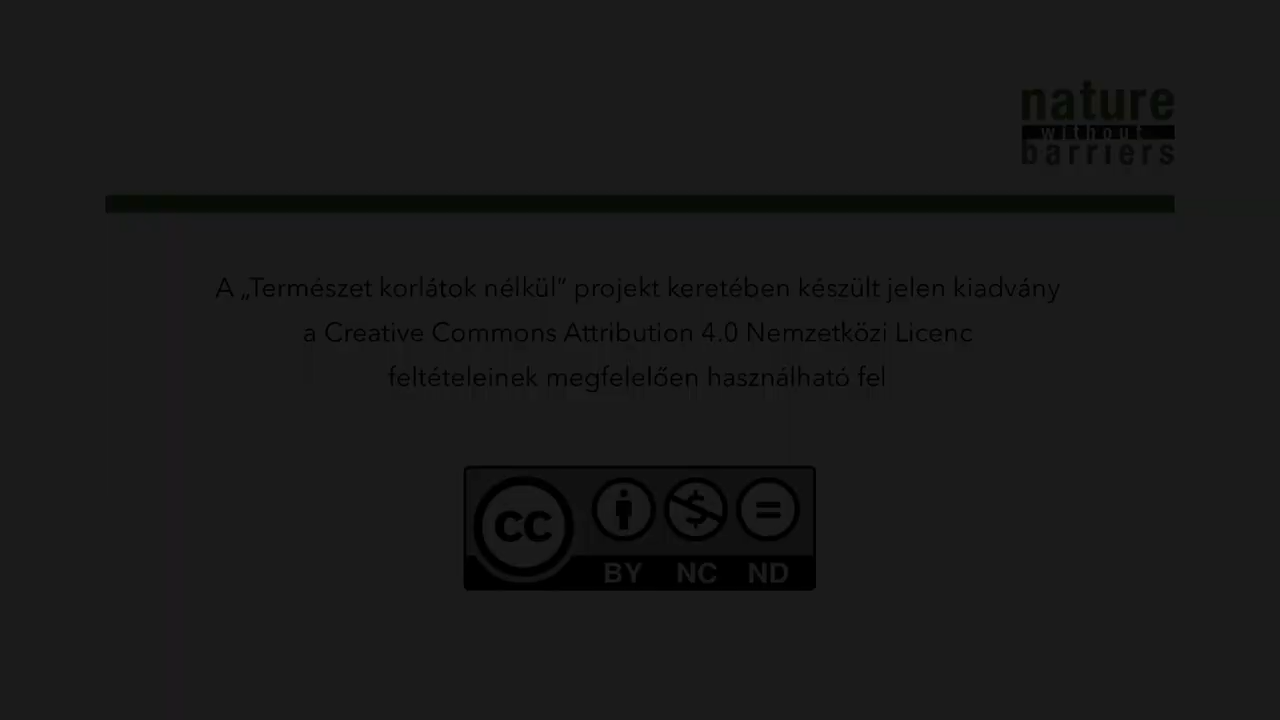 nature
without
barriers
A „Természet korlátok nélkül” projekt keretében készült jelen kiadvány
a Creative Commons Attribution 4.0 Nemzetközi Licenc
feltételeinek megfelelően használható fel
CC
BY NC ND